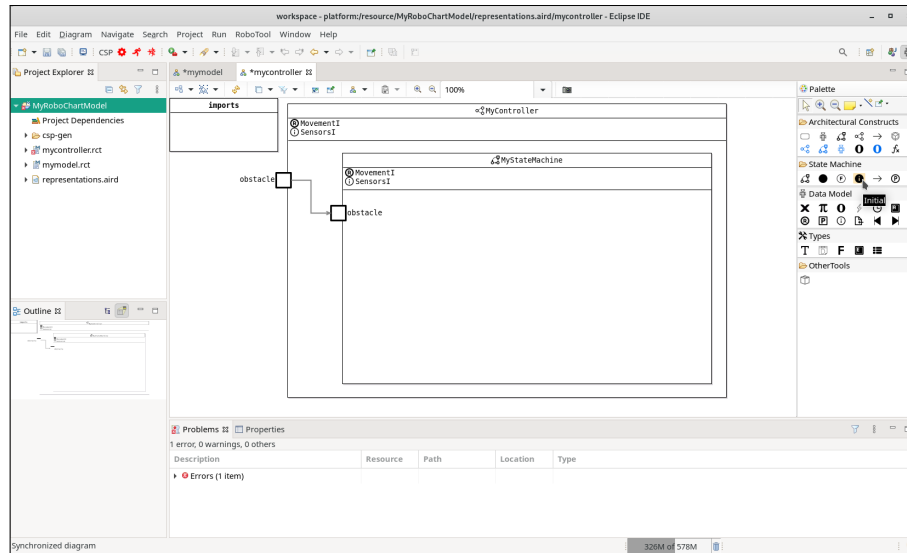 workspace - platform:/resource/MyRoboChartModel/representations.aird/mycontroller - Eclipse IDE
File Edit Diagram Navigate Search Project Run RoboTool Window Help
CSP
Project Explorer
*mymodel
*mycontroller
100%
Palette
MyRoboChartModel
Project Dependencies
csp-gen
mycontroller.rct
mymodel.rct
representations.aird
imports
MyController
MovementI
SensorsI
MyStateMachine
MovementI
SensorsI
obstacle
obstacle
Architectural Constructs
State Machine
Initial
Data Model
Types
OtherTools
Outline
Problems
Properties
1 error, 0 warnings, 0 others
Description Resource Path Location Type
Errors (1 item)
Synchronized diagram
326M of 578M